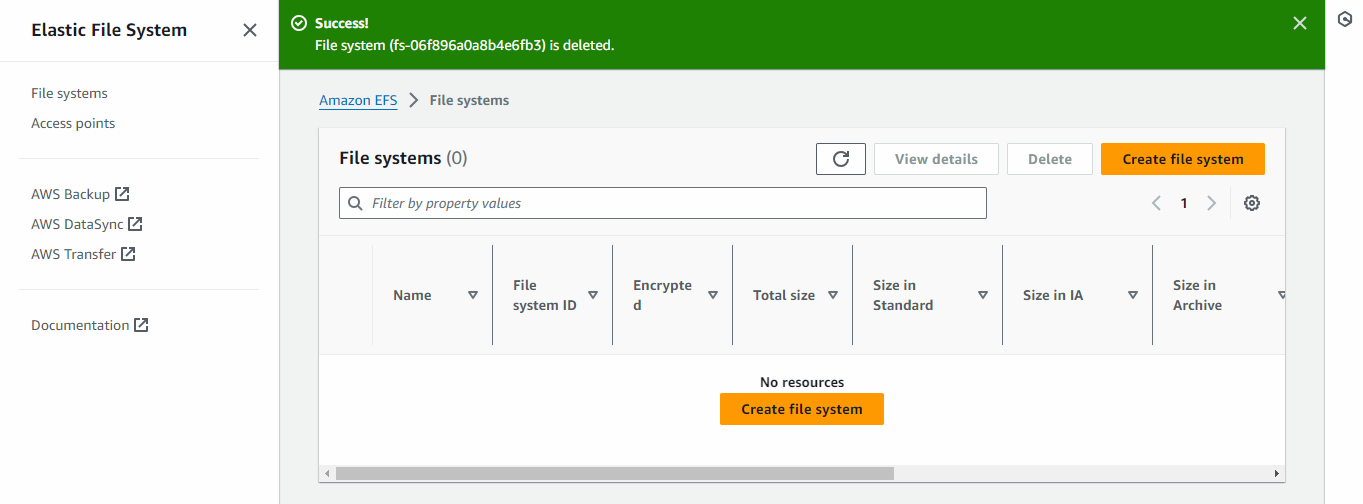 Elastic File System
Success!
File system (fs-06f896a0a8b4e6fb3) is deleted.
File systems
Access points
AWS Backup
AWS DataSync
AWS Transfer
Documentation
Amazon EFS
File systems
File systems (0)
View details
Delete
Create file system
Filter by property values
1
Name
File
system ID
Encrypte
d
Total size
Size in
Standard
Size in IA
Size in
Archive
No resources
Create file system